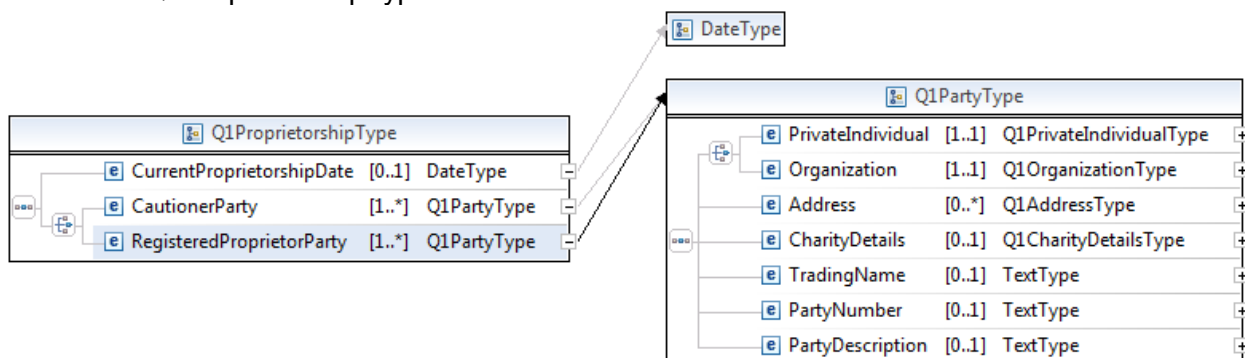 DateType
Q1PartyType
Q1ProprietorshipType
PrivateIndividual [1..1] Q1PrivateIndividualType
CurrentProprietorshipDate [0..1] DateType
Organization [1..1] Q1OrganizationType
CautionerParty [1..*] Q1PartyType
Address [0..*] Q1AddressType
RegisteredProprietorParty [1..*] Q1PartyType
CharityDetails [0..1] Q1CharityDetailsType
TradingName [0..1] TextType
PartyNumber [0..1] TextType
PartyDescription [0..1] TextType